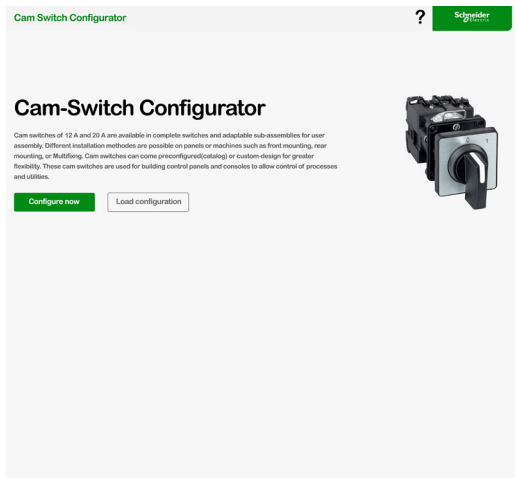 Cam Switch Configurator
?
Schneider
Electric
Cam-Switch Configurator
Cam switches of 12 A and 20 A are available in complete switches and adaptable sub-assemblies for user
assembly. Different installation methodes are possible on panels or machines such as front mounting, rear
mounting, or Multifixng. Cam switches can come preconfigured(catalog) or custom-design for greater
flexibility. These cam switches are used for building control panels and consoles to allow control of processes
and utilities.
Configure now
Load configuration
0
1